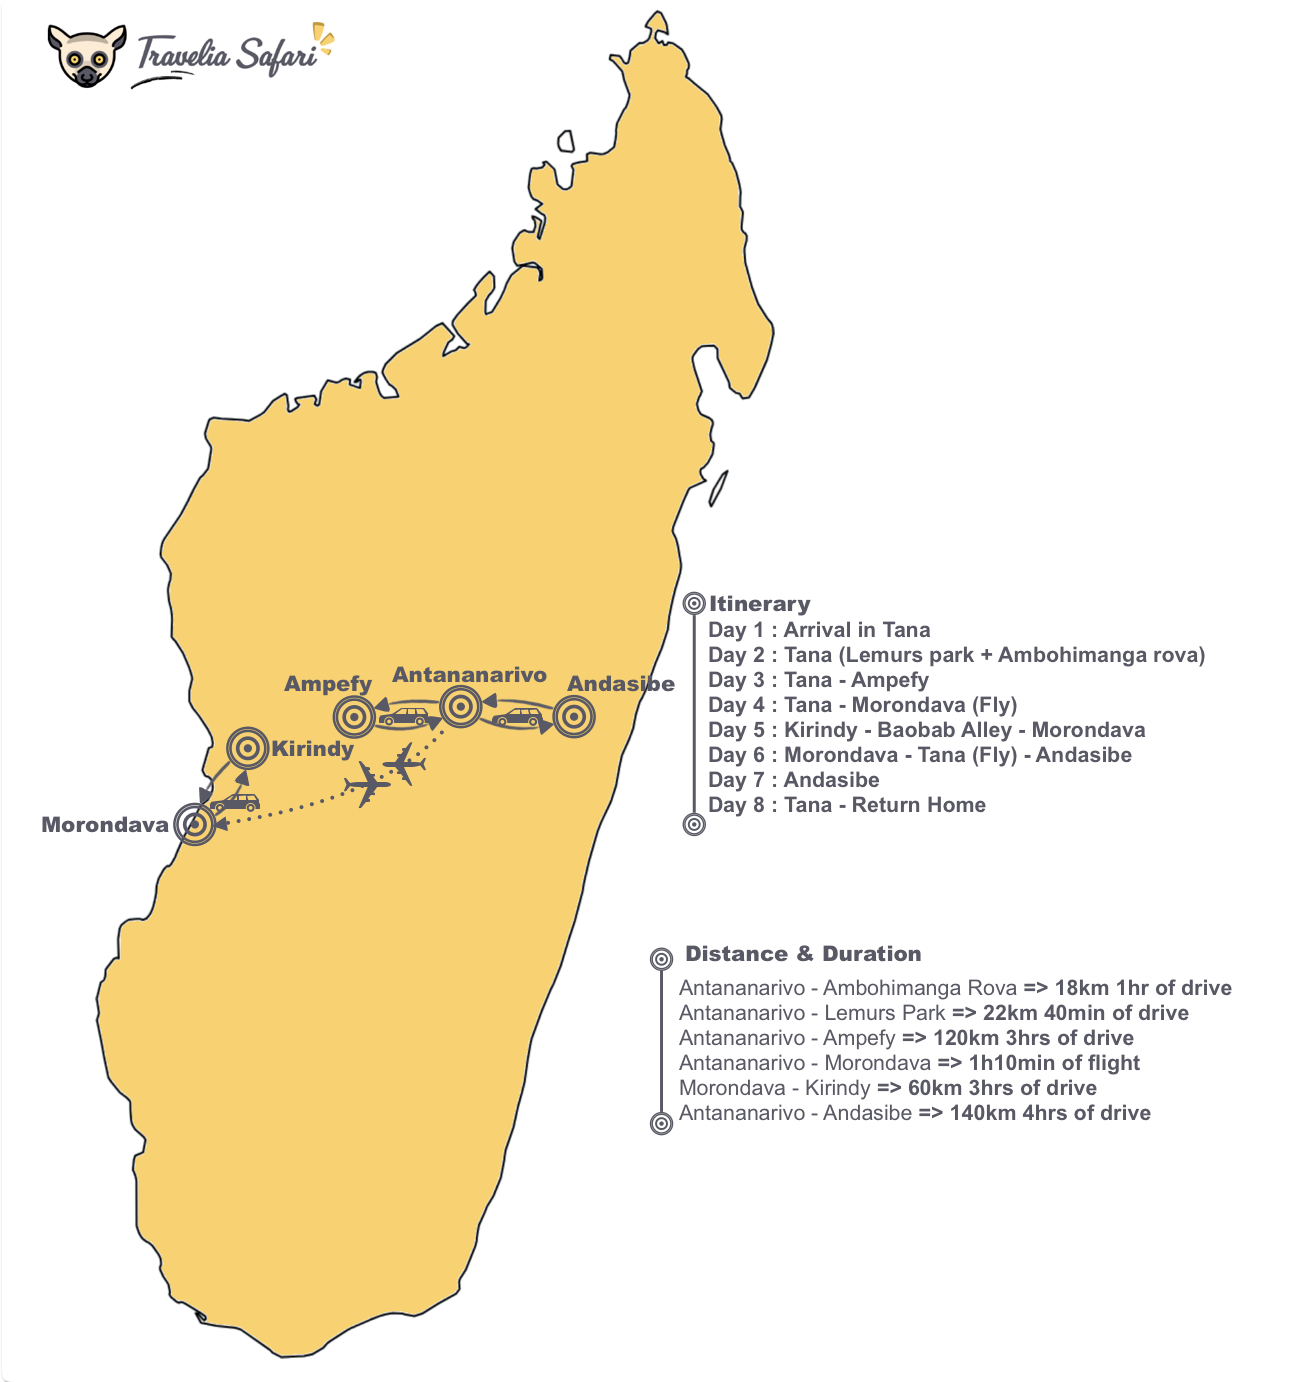 Travelia Safari
Antananarivo
Ampefy
Andasibe
Kirindy
Morondava
Itinerary
Day 1 : Arrival in Tana
Day 2 : Tana (Lemurs park + Ambohimanga rova)
Day 3 : Tana - Ampefy
Day 4 : Tana - Morondava (Fly)
Day 5 : Kirindy - Baobab Alley - Morondava
Day 6 : Morondava - Tana (Fly) - Andasibe
Day 7 : Andasibe
Day 8 : Tana - Return Home
Distance & Duration
Antananarivo - Ambohimanga Rova => 18km 1hr of drive
Antananarivo - Lemurs Park => 22km 40min of drive
Antananarivo - Ampefy => 120km 3hrs of drive
Antananarivo - Morondava => 1h10min of flight
Morondava - Kirindy => 60km 3hrs of drive
Antananarivo - Andasibe => 140km 4hrs of drive